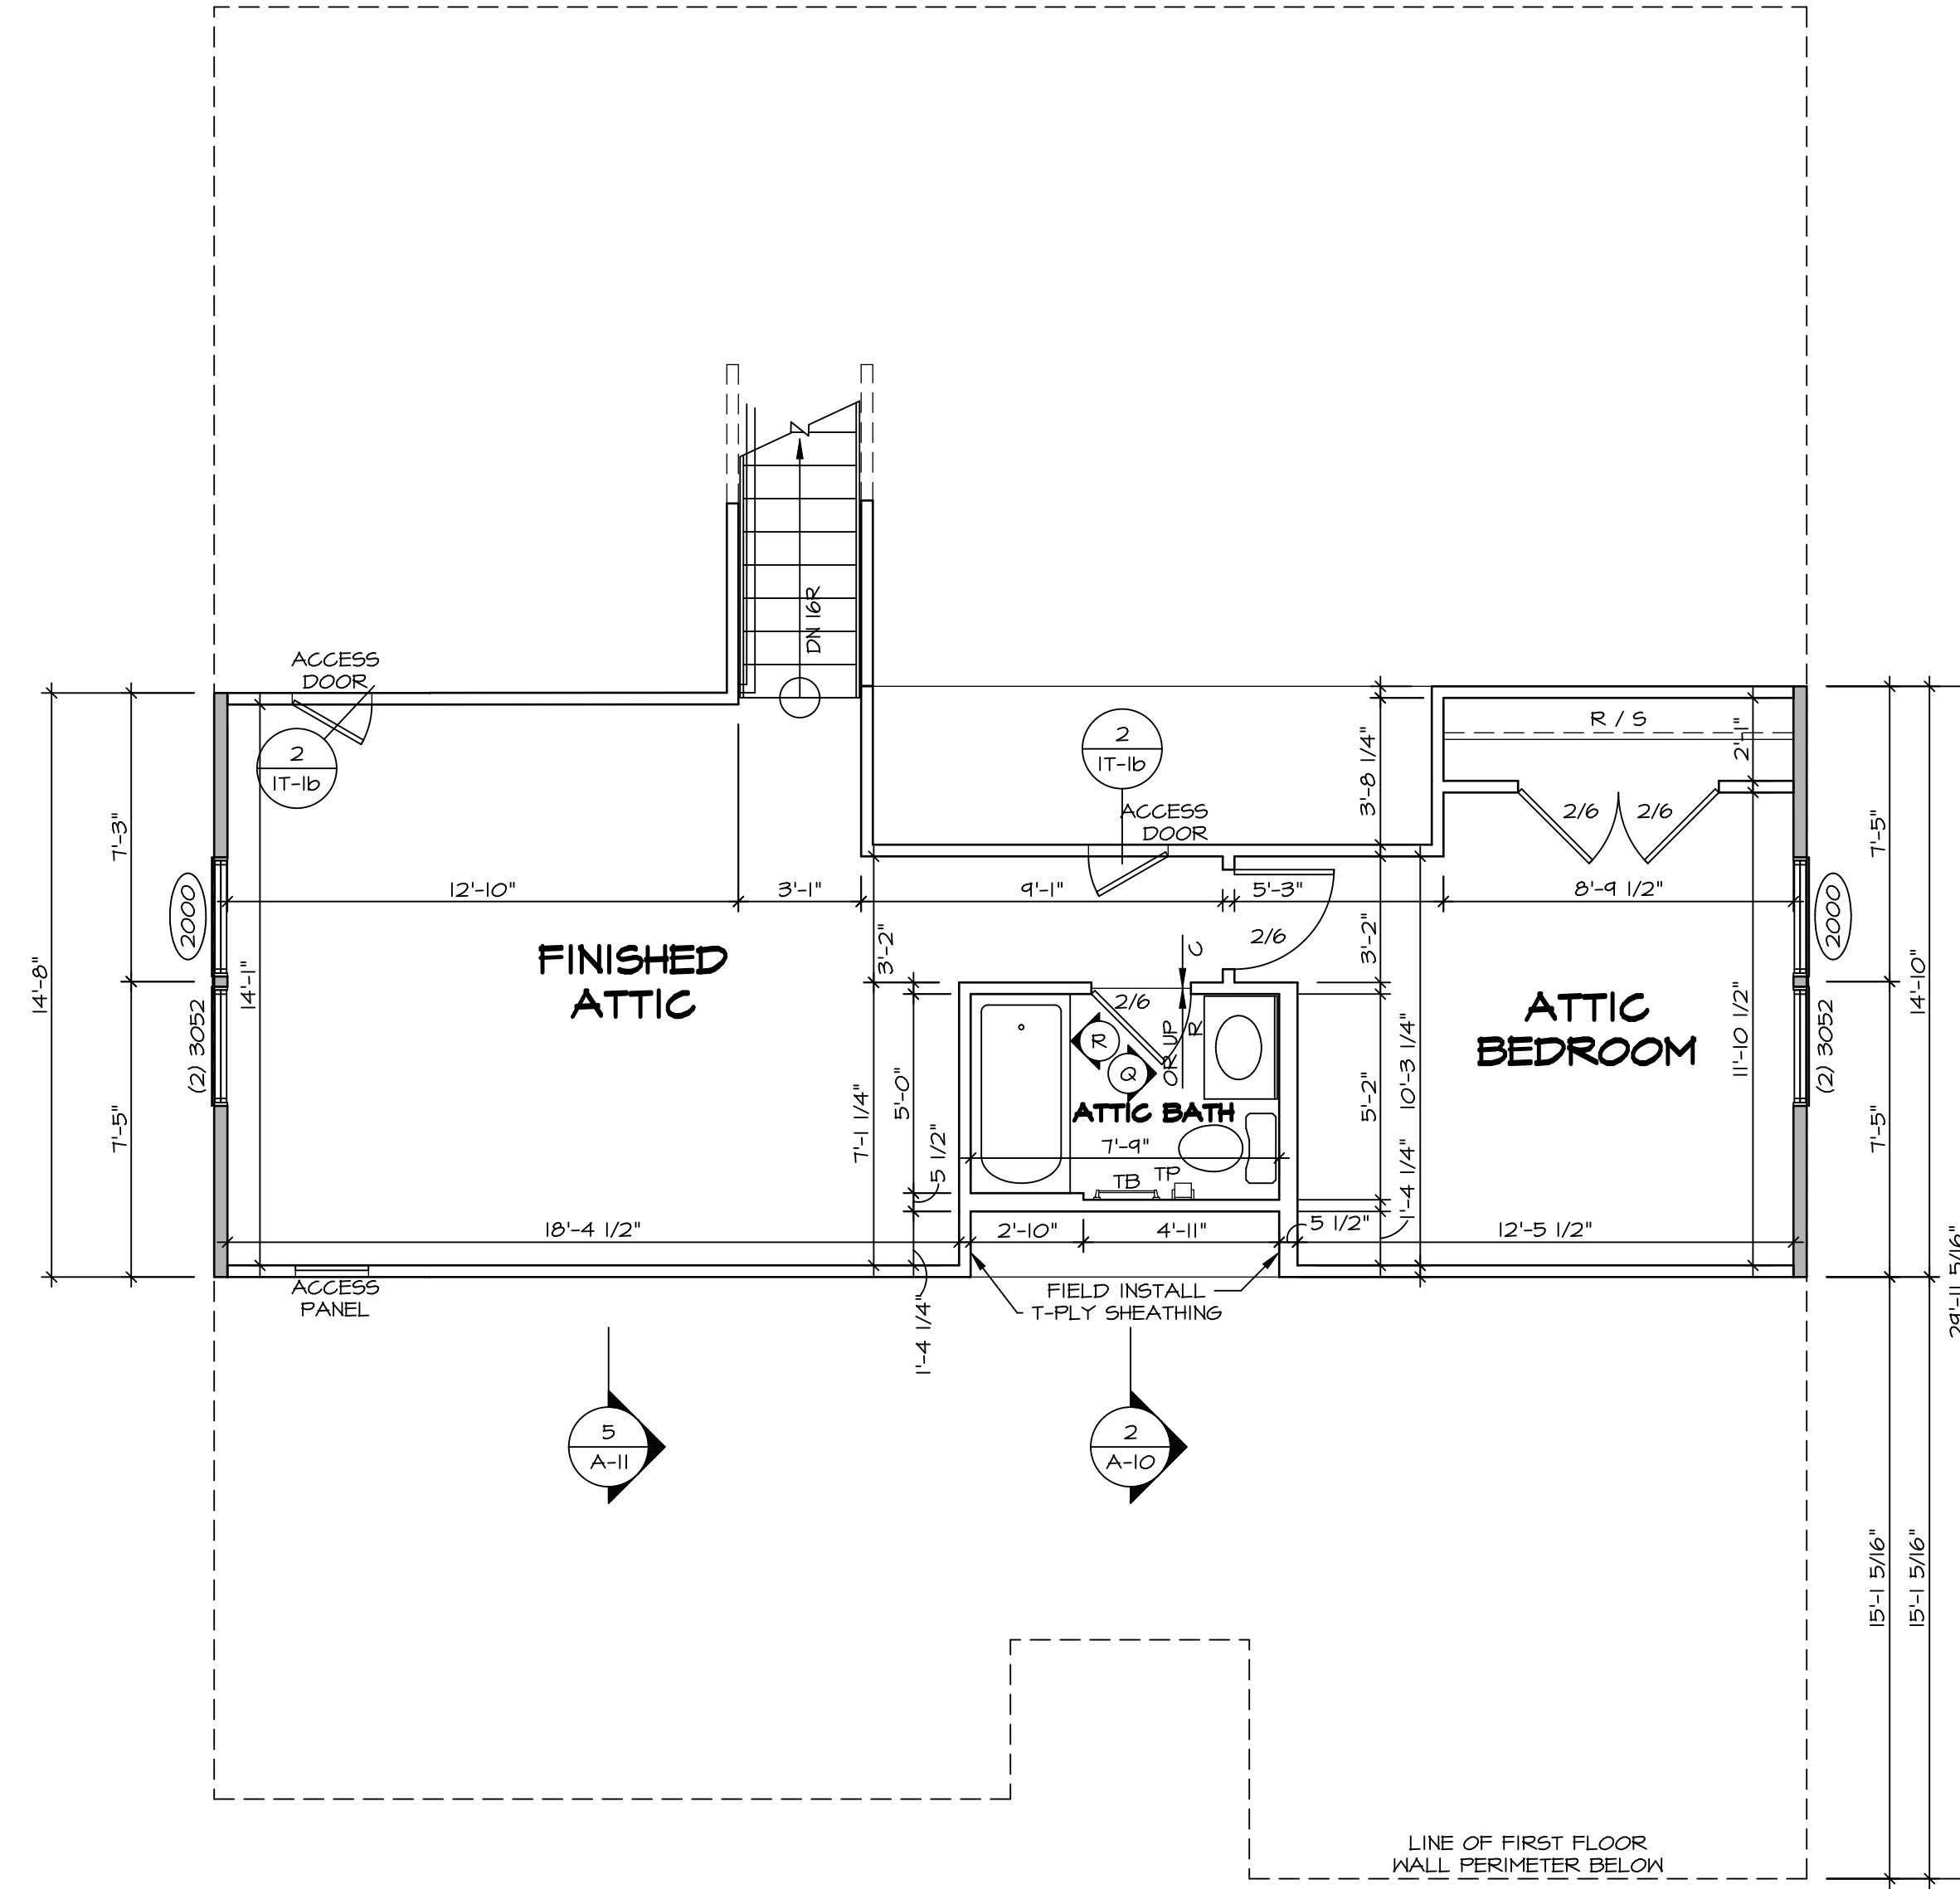 ACCESS
DOOR
2
1T-1b
DN 16R
2
1T-1b
ACCESS
DOOR
R / S
2'-1"
3'-8 1/4"
2/6
2/6
7'-3"
7'-5"
12'-10"
3'-1"
9'-1"
5'-3"
8'-9 1/2"
2000
2000
2/6
3'-2"
3'-2"
C
14'-8"
14'-1"
FINISHED
ATTIC
14'-10"
(2) 3052
(2) 3052
2/6
R
Q
OR UP
R
ATTIC
BEDROOM
11'-10 1/2"
10'-3 1/4"
5'-2"
5'-0"
7'-1 1/4"
7'-5"
7'-5"
ATTIC BATH
7'-9"
TB
TP
5 1/2"
1'-4 1/4"
18'-4 1/2"
2'-10"
4'-11"
5 1/2"
12'-5 1/2"
ACCESS
PANEL
FIELD INSTALL
T-PLY SHEATHING
1'-4 1/4"
29'-11 5/16"
5
A-11
2
A-10
15'-1 5/16"
15'-1 5/16"
LINE OF FIRST FLOOR
WALL PERIMETER BELOW